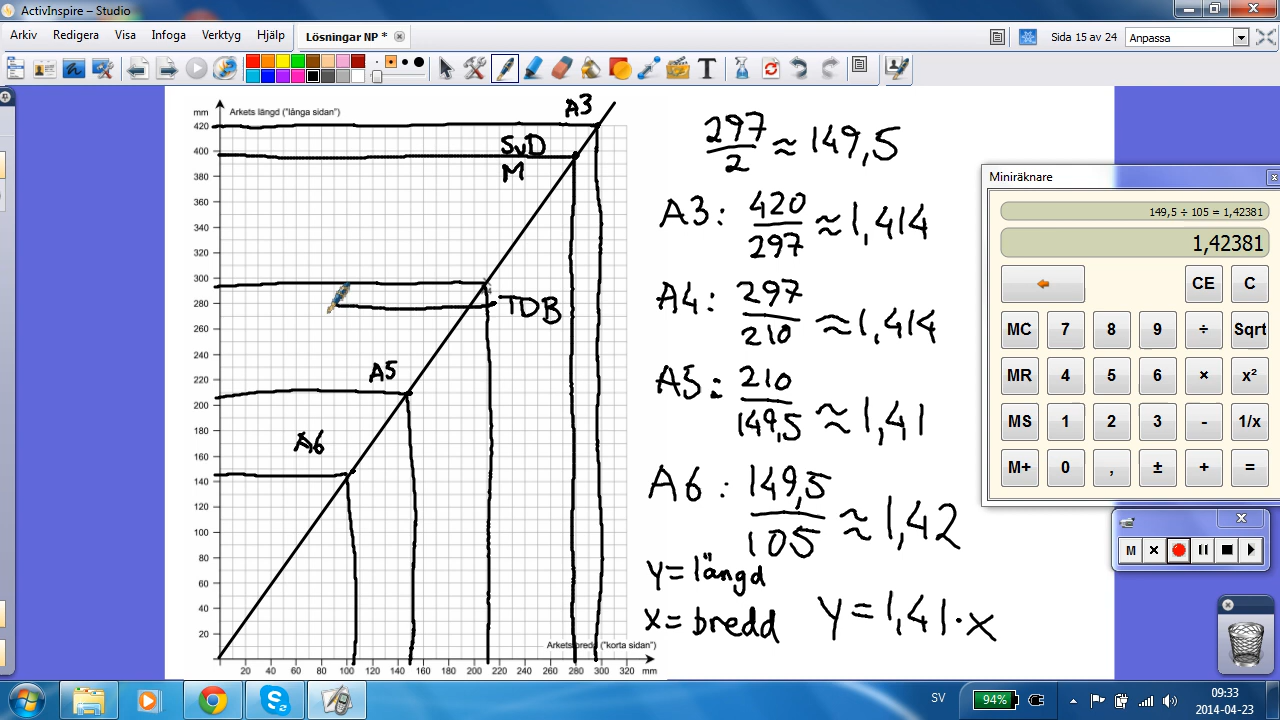 ActivInspire – Studio
Arkiv Redigera Visa Infoga Verktyg Hjälp
Lösningar NP *
Sida 15 av 24
Anpassa
mm
Arkets längd ("långa sidan")
420
400
380
360
340
320
300
280
260
240
220
200
180
160
140
120
100
80
60
40
20
20 40 60 80 100 120 140 160 180 200 220 240 260 280 300 320 mm
Arketsbredd ("korta sidan")
A3
SvD
M
TDB
A5
A6
297/2 ≈ 149,5
A3: 420/297 ≈ 1,414
A4: 297/210 ≈ 1,414
A5: 210/149,5 ≈ 1,41
A6: 149,5/105 ≈ 1,42
y = längd
x = bredd
y = 1,41·x
Miniräknare
149,5 ÷ 105 = 1,42381
1,42381
CE C
MC 7 8 9 ÷ Sqrt
MR 4 5 6 × x²
MS 1 2 3 - 1/x
M+ 0 , ± + =
M
SV
94%
09:33
2014-04-23